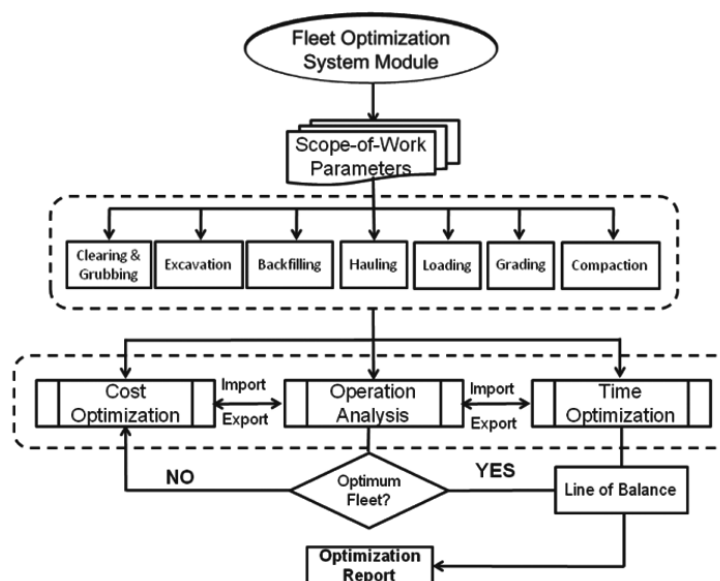 Fleet Optimization
System Module
Scope-of-Work
Parameters
Clearing &
Grubbing
Excavation
Backfilling
Hauling
Loading
Grading
Compaction
Cost
Optimization
Import
Export
Operation
Analysis
Import
Export
Time
Optimization
NO
Optimum
Fleet?
YES
Line of Balance
Optimization
Report